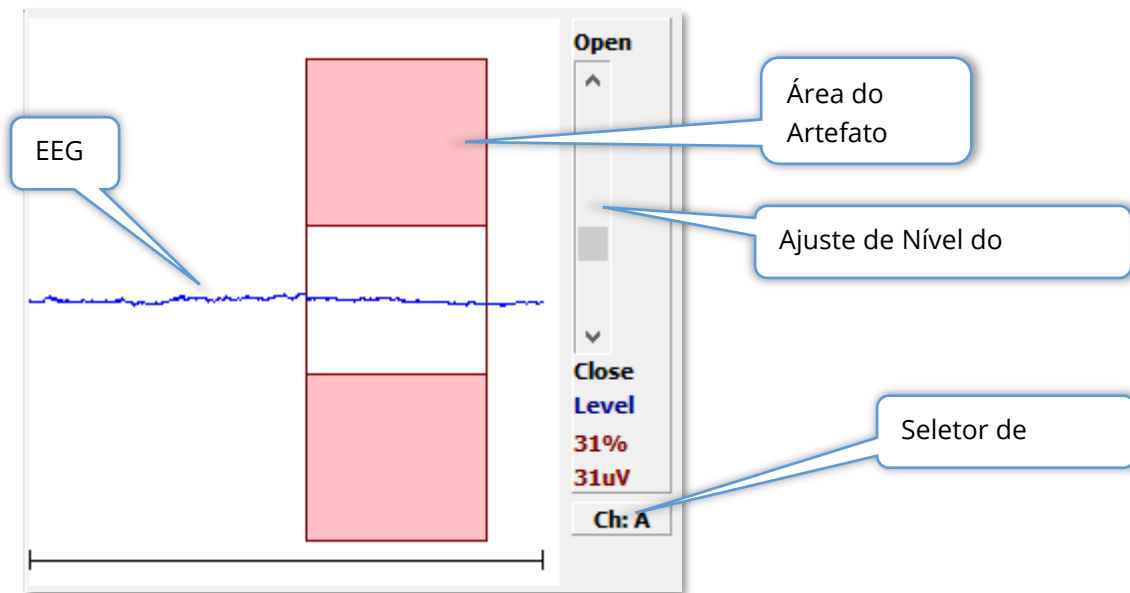 Open
Área do
Artefato
EEG
Ajuste de Nível do
Close
Level
31%
31uV
Seletor de
Ch: A